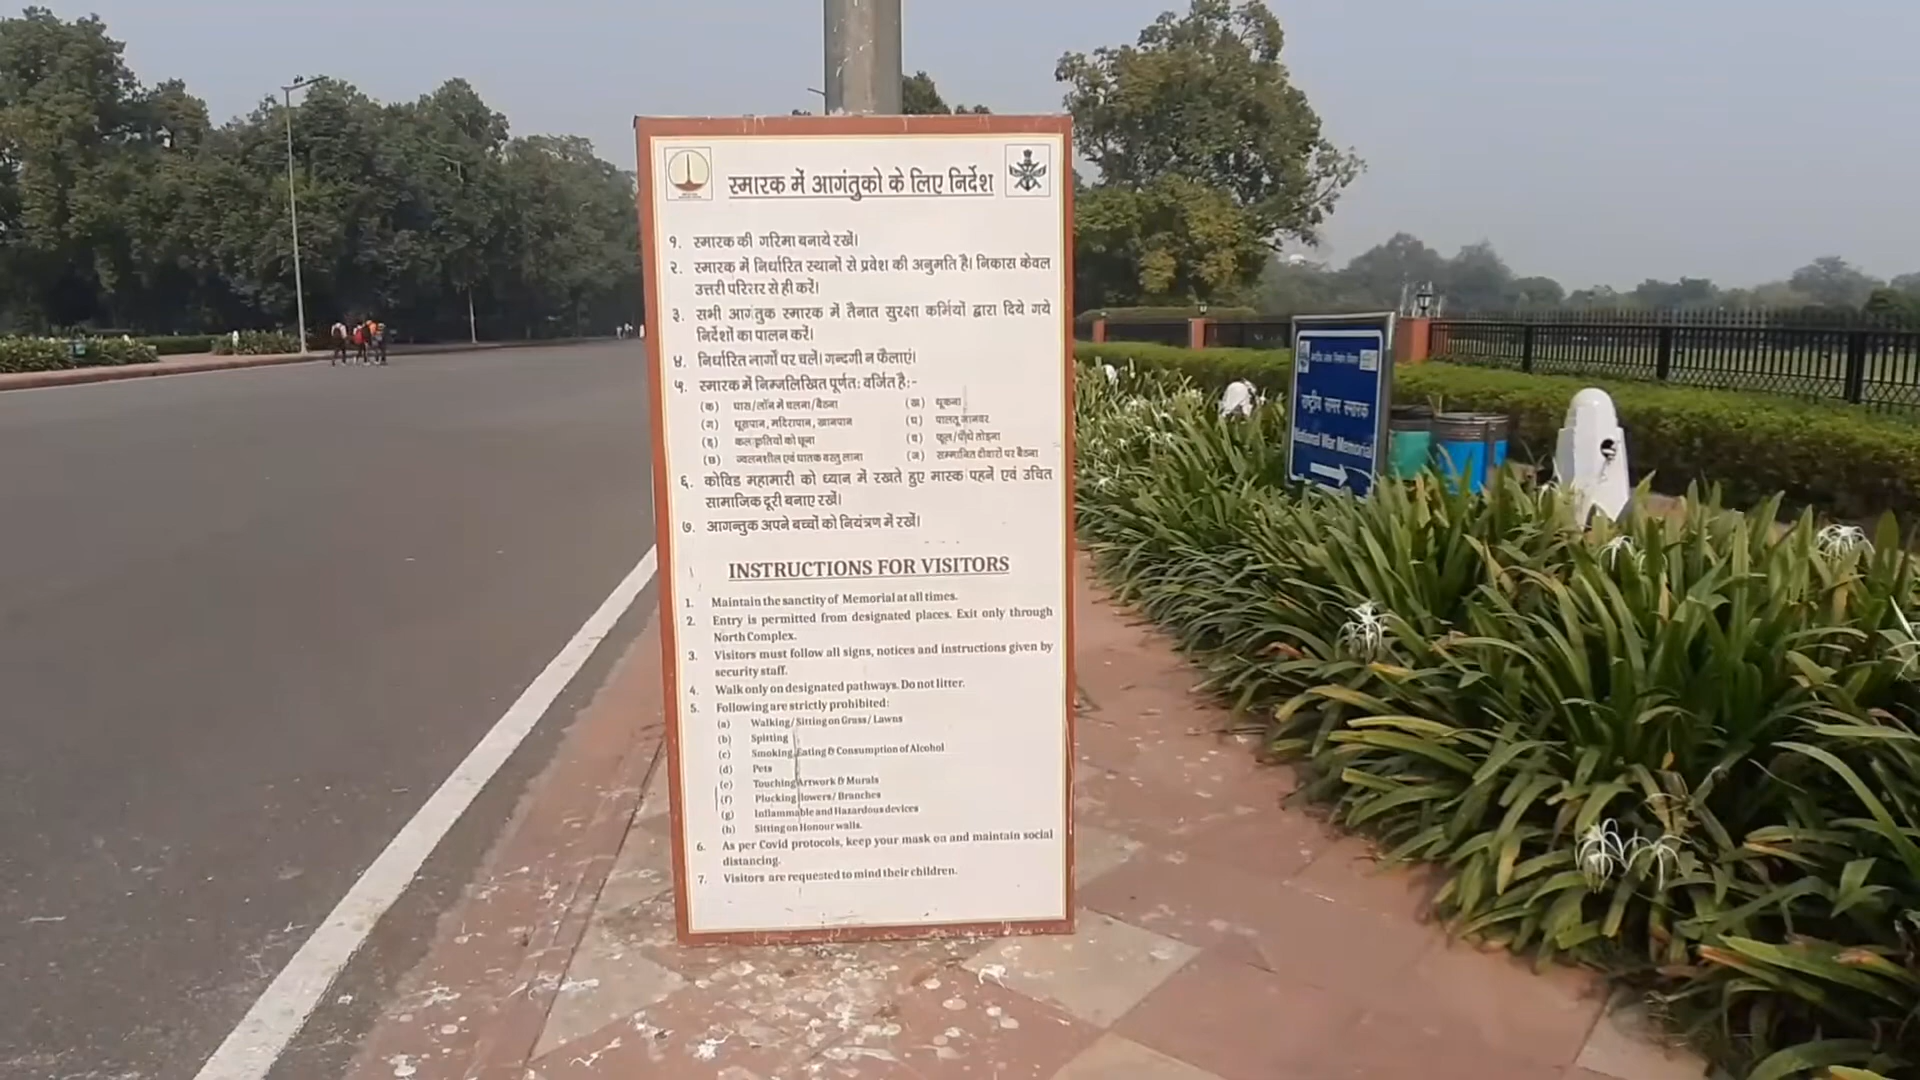 स्मारक में आगंतुको के लिए निर्देश
१. स्मारक की गरिमा बनाये रखें।
२. स्मारक में निर्धारित स्थानों से प्रवेश की अनुमति है। निकास केवल
उत्तरी परिसर से ही करें।
३. सभी आगंतुक स्मारक में तैनात सुरक्षा कर्मियों द्वारा दिये गये
निर्देशों का पालन करें।
४. निर्धारित मार्गों पर चलें। गन्दगी न फैलाएं।
५. स्मारक में निम्नलिखित पूर्णतः वर्जित है:-
(क) घास/लॉन में चलना/बैठना (ख) थूकना
(ग) धूम्रपान, मदिरापान, खानपान (घ) पालतू जानवर
(ङ) कलाकृतियों को छूना (च) फूल/पौधे तोड़ना
(छ) ज्वलनशील एवं घातक वस्तु लाना (ज) सम्मानित दीवारों पर बैठना
६. कोविड महामारी को ध्यान में रखते हुए मास्क पहनें एवं उचित
सामाजिक दूरी बनाए रखें।
७. आगन्तुक अपने बच्चों को नियंत्रण में रखें।
INSTRUCTIONS FOR VISITORS
1. Maintain the sanctity of Memorial at all times.
2. Entry is permitted from designated places. Exit only through
North Complex.
3. Visitors must follow all signs, notices and instructions given by
security staff.
4. Walk only on designated pathways. Do not litter.
5. Following are strictly prohibited:
(a) Walking/Sitting on Grass/ Lawns
(b) Spitting
(c) Smoking, Eating & Consumption of Alcohol
(d) Pets
(e) Touching Artwork & Murals
(f) Plucking lowers/ Branches
(g) Inflammable and Hazardous devices
(h) Sitting on Honour walls.
6. As per Covid protocols, keep your mask on and maintain social
distancing.
7. Visitors are requested to mind their children.
राष्ट्रीय समर स्मारक
National War Memorial